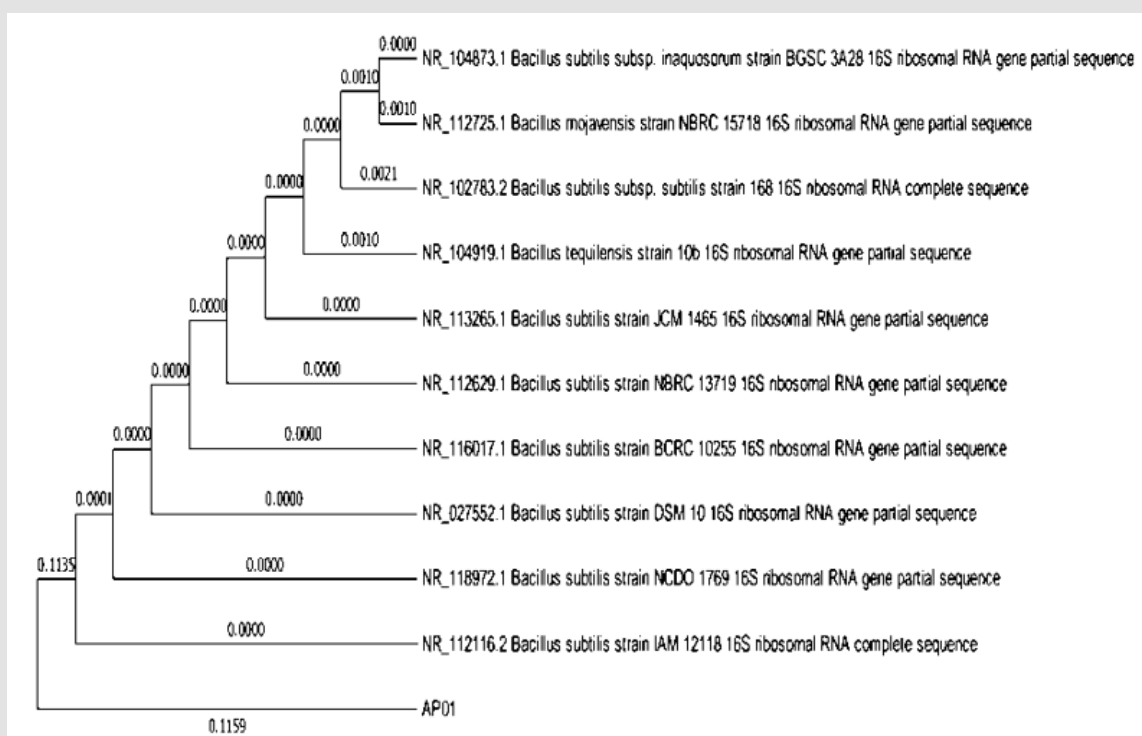 0.0000
NR_104873.1 Bacillus subtilis subsp. inaquosorum strain BGSC 3A28 16S ribosomal RNA gene partial sequence
0.0010
0.0010
NR_112725.1 Bacillus mojavensis strain NBRC 15718 16S ribosomal RNA gene partial sequence
0.0000
0.0021
NR_102783.2 Bacillus subtilis subsp. subtilis strain 168 16S ribosomal RNA complete sequence
0.0000
0.0010
NR_104919.1 Bacillus tequilensis strain 10b 16S ribosomal RNA gene partial sequence
0.0000
0.0000
NR_113265.1 Bacillus subtilis strain JCM 1465 16S ribosomal RNA gene partial sequence
0.0000
0.0000
NR_112629.1 Bacillus subtilis strain NBRC 13719 16S ribosomal RNA gene partial sequence
0.0000
0.0000
NR_116017.1 Bacillus subtilis strain BCRC 10255 16S ribosomal RNA gene partial sequence
0.0000
0.0000
NR_027552.1 Bacillus subtilis strain DSM 10 16S ribosomal RNA gene partial sequence
0.0001
0.0000
NR_118972.1 Bacillus subtilis strain NCDO 1769 16S ribosomal RNA gene partial sequence
0.1135
0.0000
NR_112116.2 Bacillus subtilis strain IAM 12118 16S ribosomal RNA complete sequence
AP01
0.1159